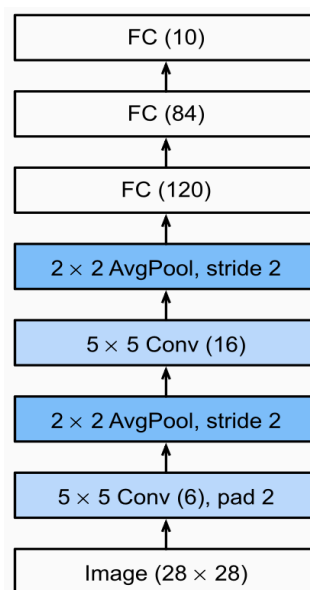 FC (10)
FC (84)
FC (120)
2 × 2 AvgPool, stride 2
5 × 5 Conv (16)
2 × 2 AvgPool, stride 2
5 × 5 Conv (6), pad 2
Image (28 × 28)